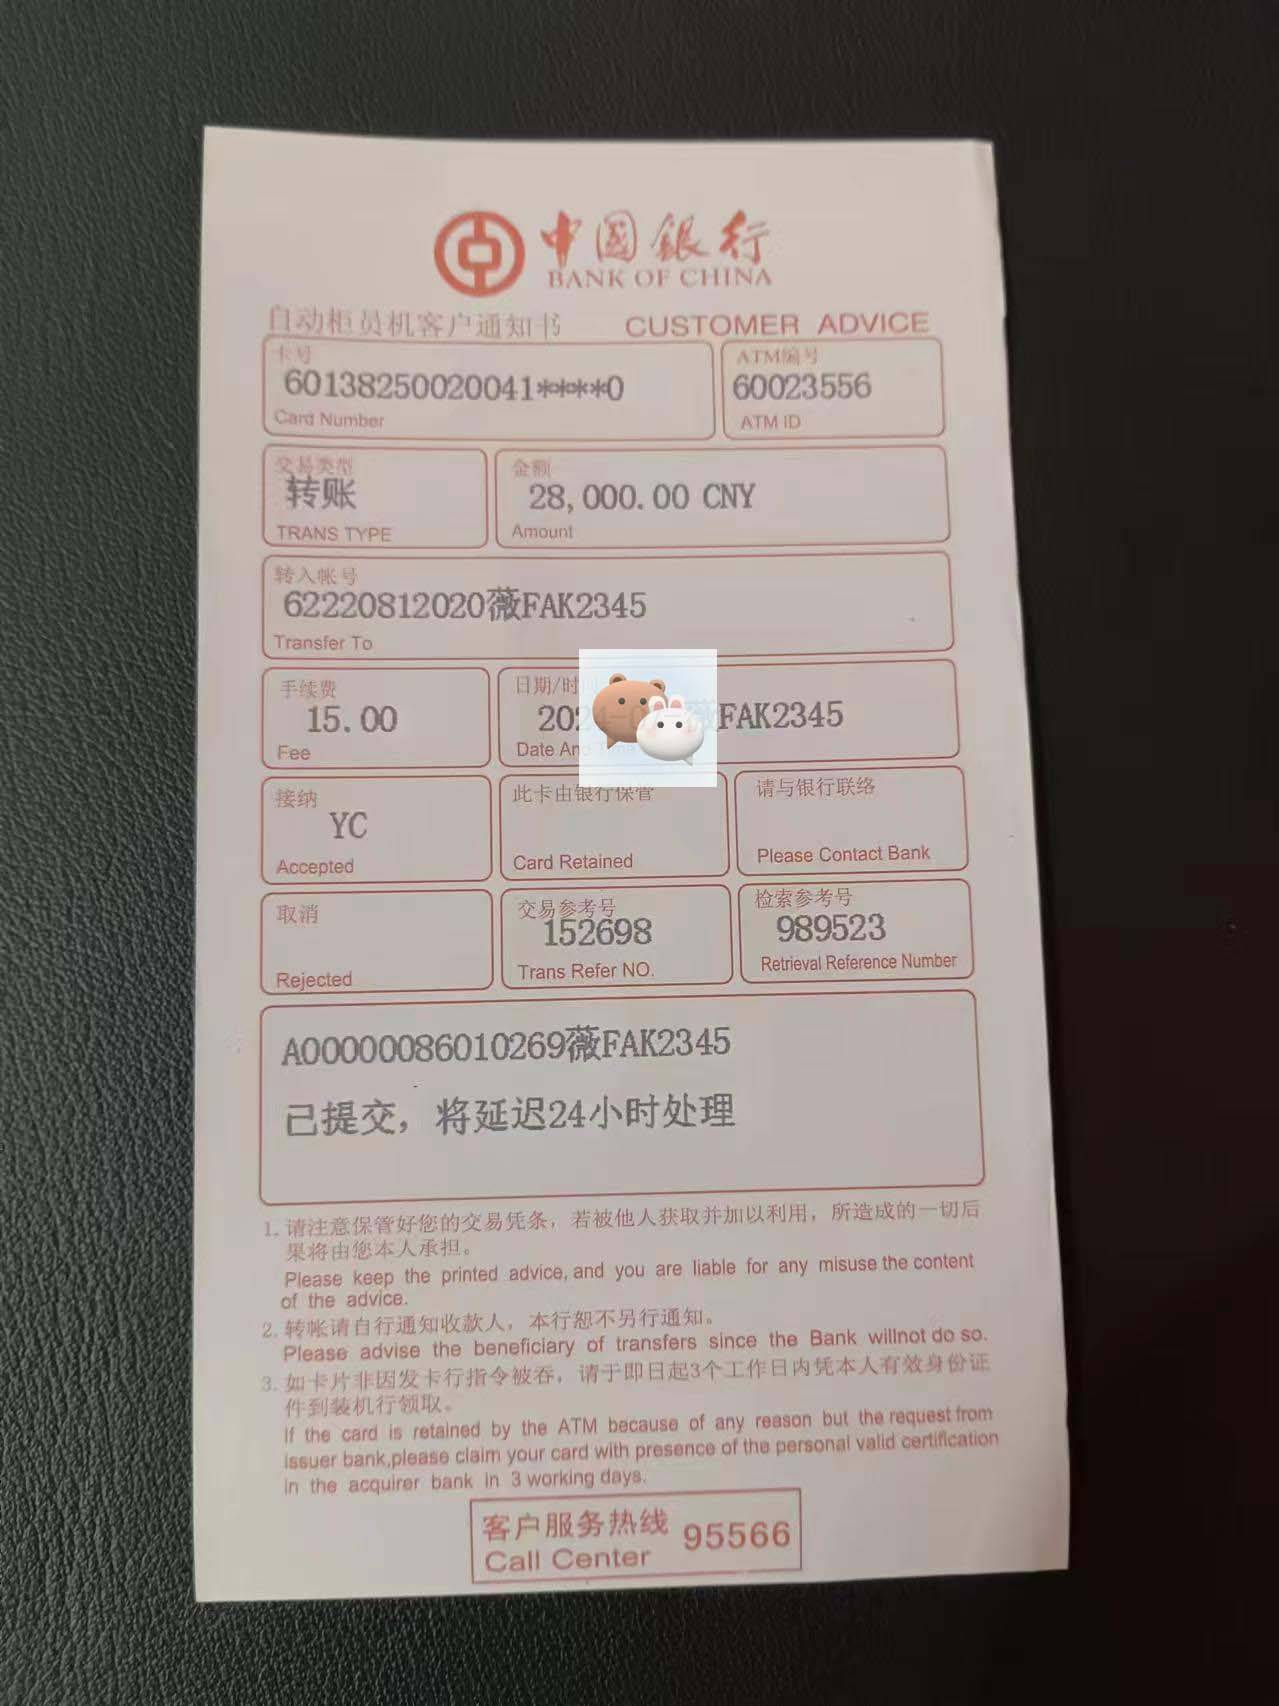 中国银行
BANK OF CHINA
自动柜员机客户通知书 CUSTOMER ADVICE
卡号
60138250020041****0
Card Number
ATM编号
60023556
ATM ID
交易类型
转账
TRANS TYPE
金额
28,000.00 CNY
Amount
转入帐号
62220812020薇FAK2345
Transfer To
手续费
15.00
Fee
日期/时间
2024-07-薇FAK2345
Date And Time
接纳
YC
Accepted
此卡由银行保管
Card Retained
请与银行联络
Please Contact Bank
取消
Rejected
交易参考号
152698
Trans Refer NO.
检索参考号
989523
Retrieval Reference Number
A00000086010269薇FAK2345
已提交，将延迟24小时处理
1. 请注意保管好您的交易凭条，若被他人获取并加以利用，所造成的一切后
果将由您本人承担。
Please keep the printed advice,and you are liable for any misuse the content
of the advice.
2. 转帐请自行通知收款人，本行恕不另行通知。
Please advise the beneficiary of transfers since the Bank willnot do so.
3. 如卡片非因发卡行指令被吞，请于即日起3个工作日内凭本人有效身份证
件到装机行领取。
If the card is retained by the ATM because of any reason but the request from
issuer bank,please claim your card with presence of the personal valid certification
in the acquirer bank in 3 working days.
客户服务热线 95566
Call Center